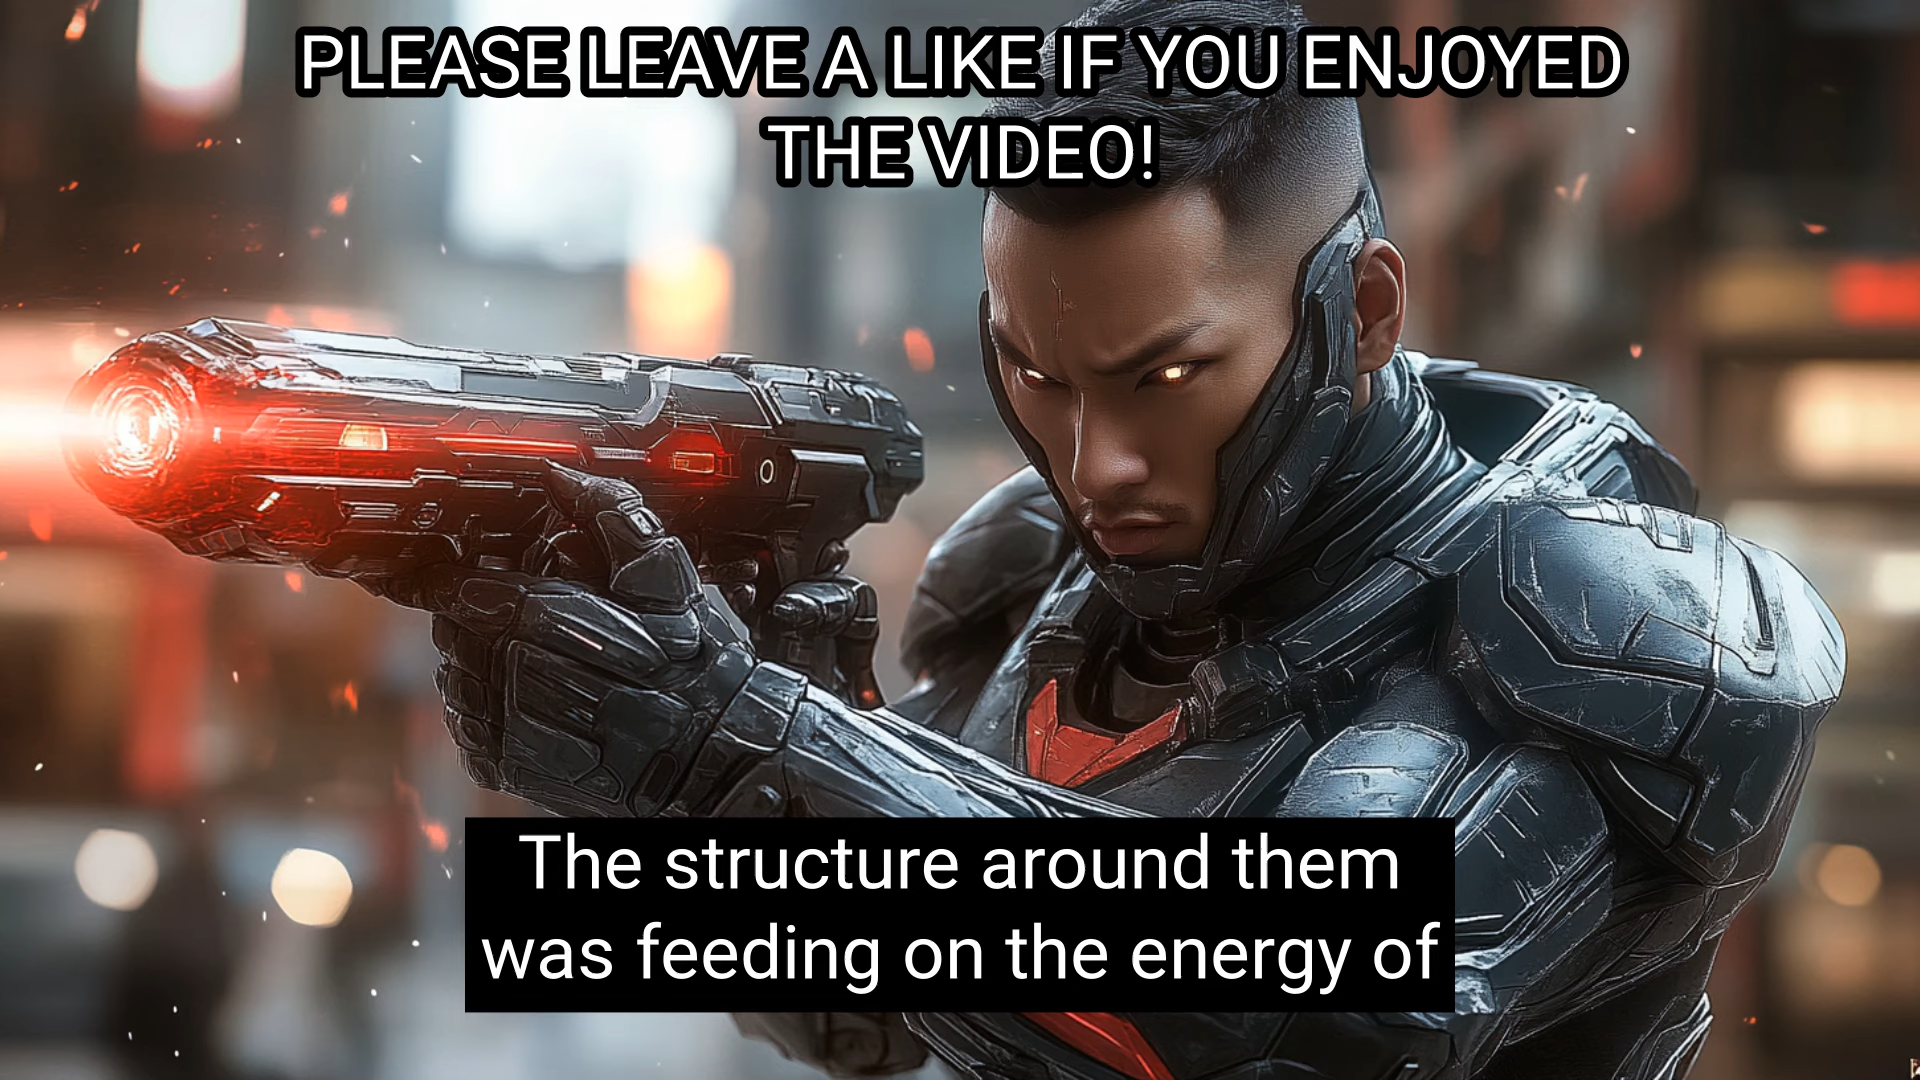 PLEASE LEAVE A LIKE IF YOU ENJOYED
THE VIDEO!
The structure around them
was feeding on the energy of